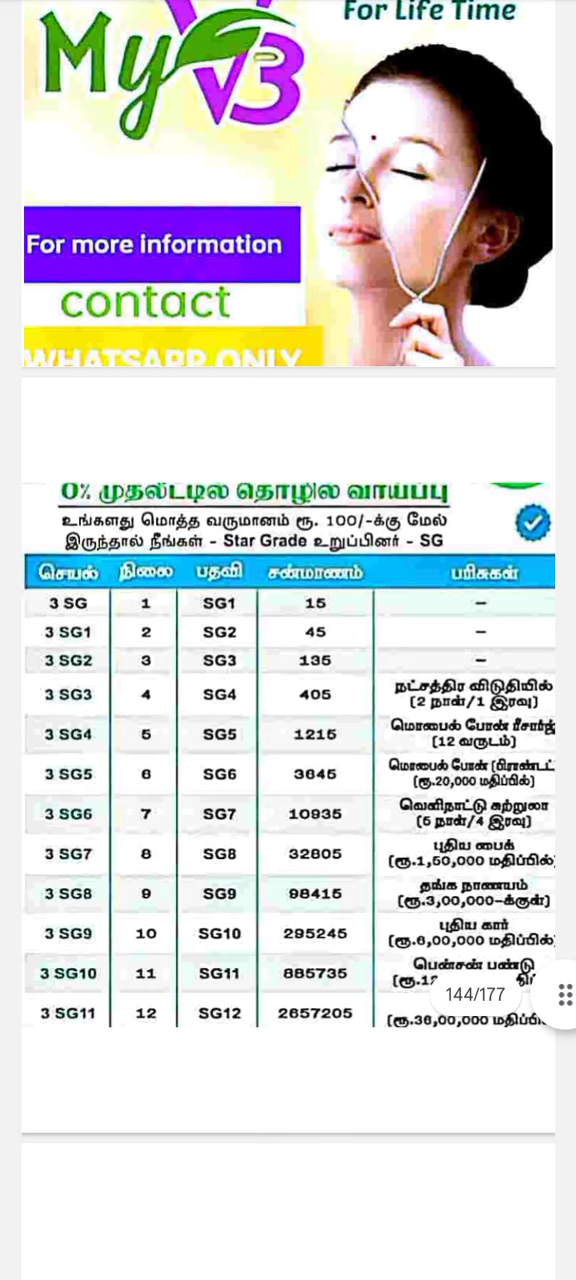 For Life Time
My V3
For more information
contact
WHATSAPP ONLY
0% முதலீட்டில் தொழில் வாய்ப்பு
உங்களது மொத்த வருமானம் ரூ. 100/-க்கு மேல்
இருந்தால் நீங்கள் - Star Grade உறுப்பினர் - SG
செயல் நிலை பதவி சன்மானம் பரிசுகள்
3 SG 1 SG1 15 –
3 SG1 2 SG2 45 –
3 SG2 3 SG3 135 –
3 SG3 4 SG4 405 நட்சத்திர விடுதியில்
(2 நாள்/1 இரவு)
3 SG4 5 SG5 1215 மொபைல் போன் ரீசார்ஜ்
(12 வருடம்)
3 SG5 6 SG6 3645 மொபைல் போன்
(ரூ.20,000 மதிப்பில்)
3 SG6 7 SG7 10935 வெளிநாட்டு சுற்றுலா
(5 நாள்/4 இரவு)
3 SG7 8 SG8 32805 புதிய பைக்
(ரூ.1,50,000 மதிப்பில்)
3 SG8 9 SG9 98415 தங்க நாணயம்
(ரூ.3,00,000-க்குள்)
3 SG9 10 SG10 295245 புதிய கார்
(ரூ.6,00,000 மதிப்பில்
3 SG10 11 SG11 885735 பென்சன் பண்டு
144/177
3 SG11 12 SG12 2657205
(ரூ.36,00,000